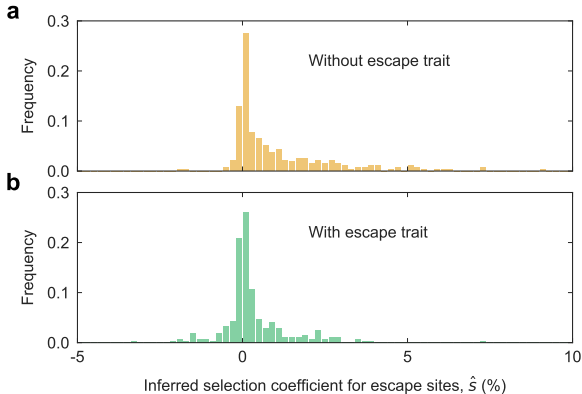 a
0.3
0.2
0.1
0.0
Frequency
Without escape trait
b
0.3
0.2
0.1
0.0
Frequency
With escape trait
-5 0 5 10
Inferred selection coefficient for escape sites, ŝ (%)